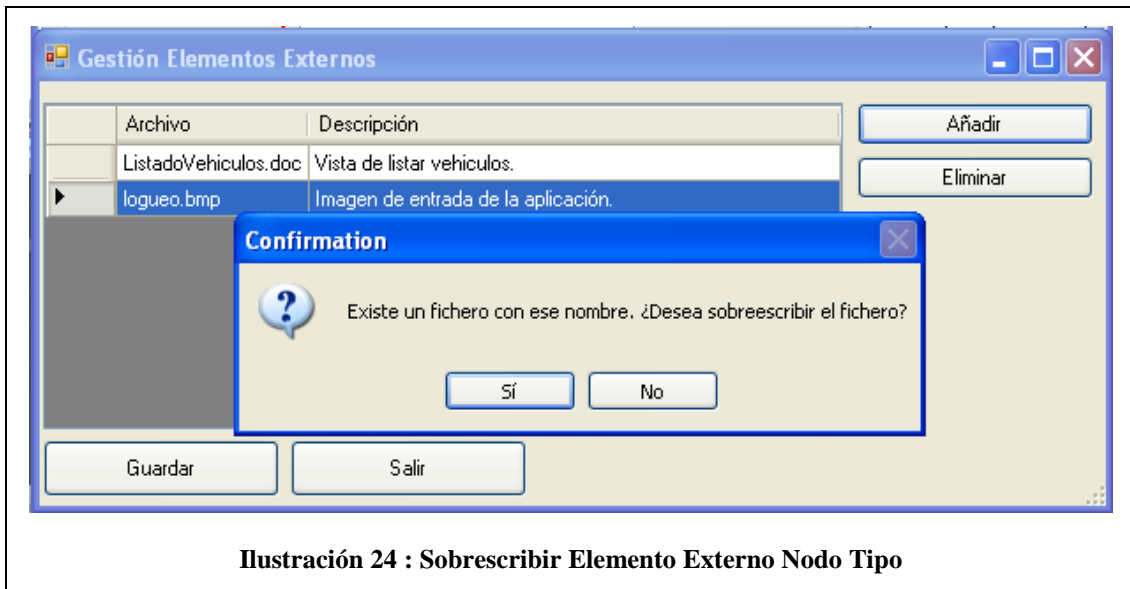 Gestión Elementos Externos
Archivo Descripción Añadir
ListadoVehiculos.doc Vista de listar vehiculos.
Eliminar
logueo.bmp Imagen de entrada de la aplicación.
Confirmation
Existe un fichero con ese nombre. ¿Desea sobreescribir el fichero?
Sí No
Guardar Salir
Ilustración 24 : Sobrescribir Elemento Externo Nodo Tipo